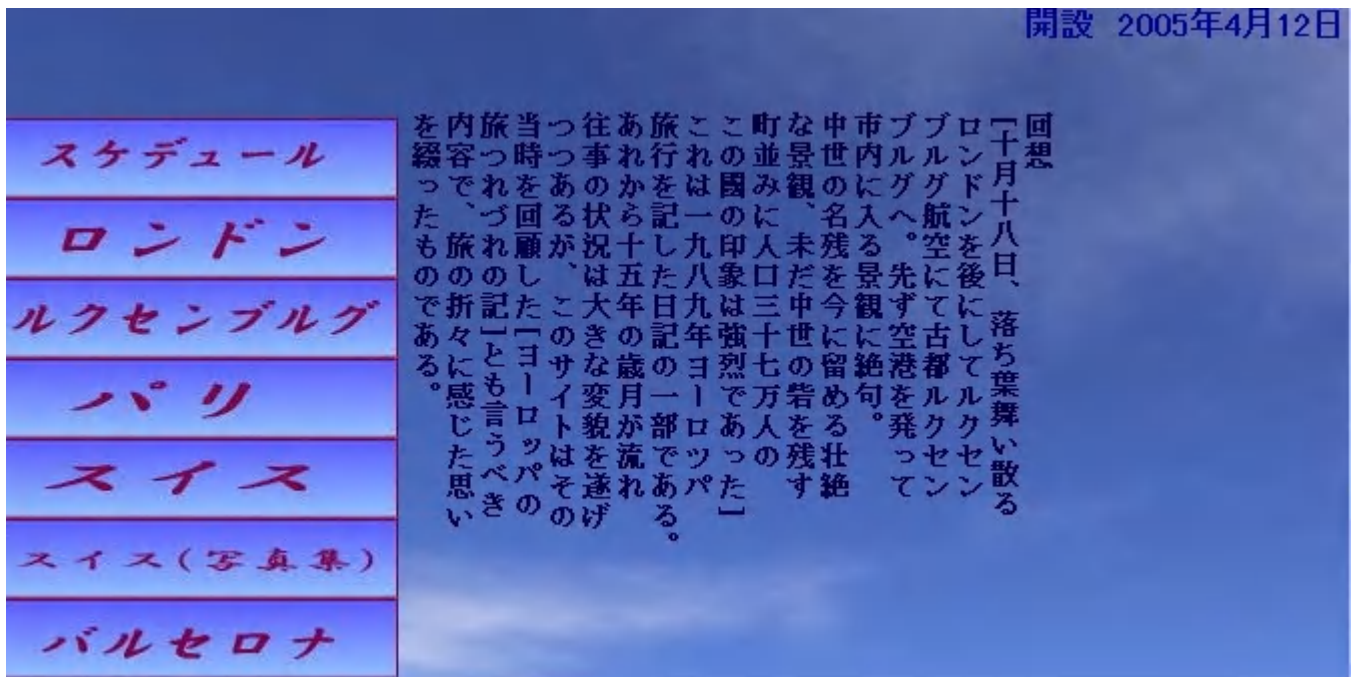 開設 2005年4月12日
スケデュール
ロンドン
ルクセンブルグ
パリ
スイス
スイス(写真集)
バルセロナ
回想
[十月十八日、落ち葉舞い散る
ロンドンを後にしてルクセン
ブルグ航空にて古都ルクセン
ブルグへ。先ず空港を発って
市内に入る景観に絶句。
中世の名残を今に留める壮絶
な景観、未だ中世の砦を残す
町並みに人口三十七万人の
この國の印象は強烈であった]
これは一九八九年ヨーロッパ
旅行を記した日記の一部である。
あれから十五年の歳月が流れ
往事の状況は大きな変貌を遂げ
つつあるが、このサイトはその
当時を回顧した[ヨーロッパの
旅つれづれの記]とも言うべき
内容で、旅の折々に感じた思い
を綴ったものである。